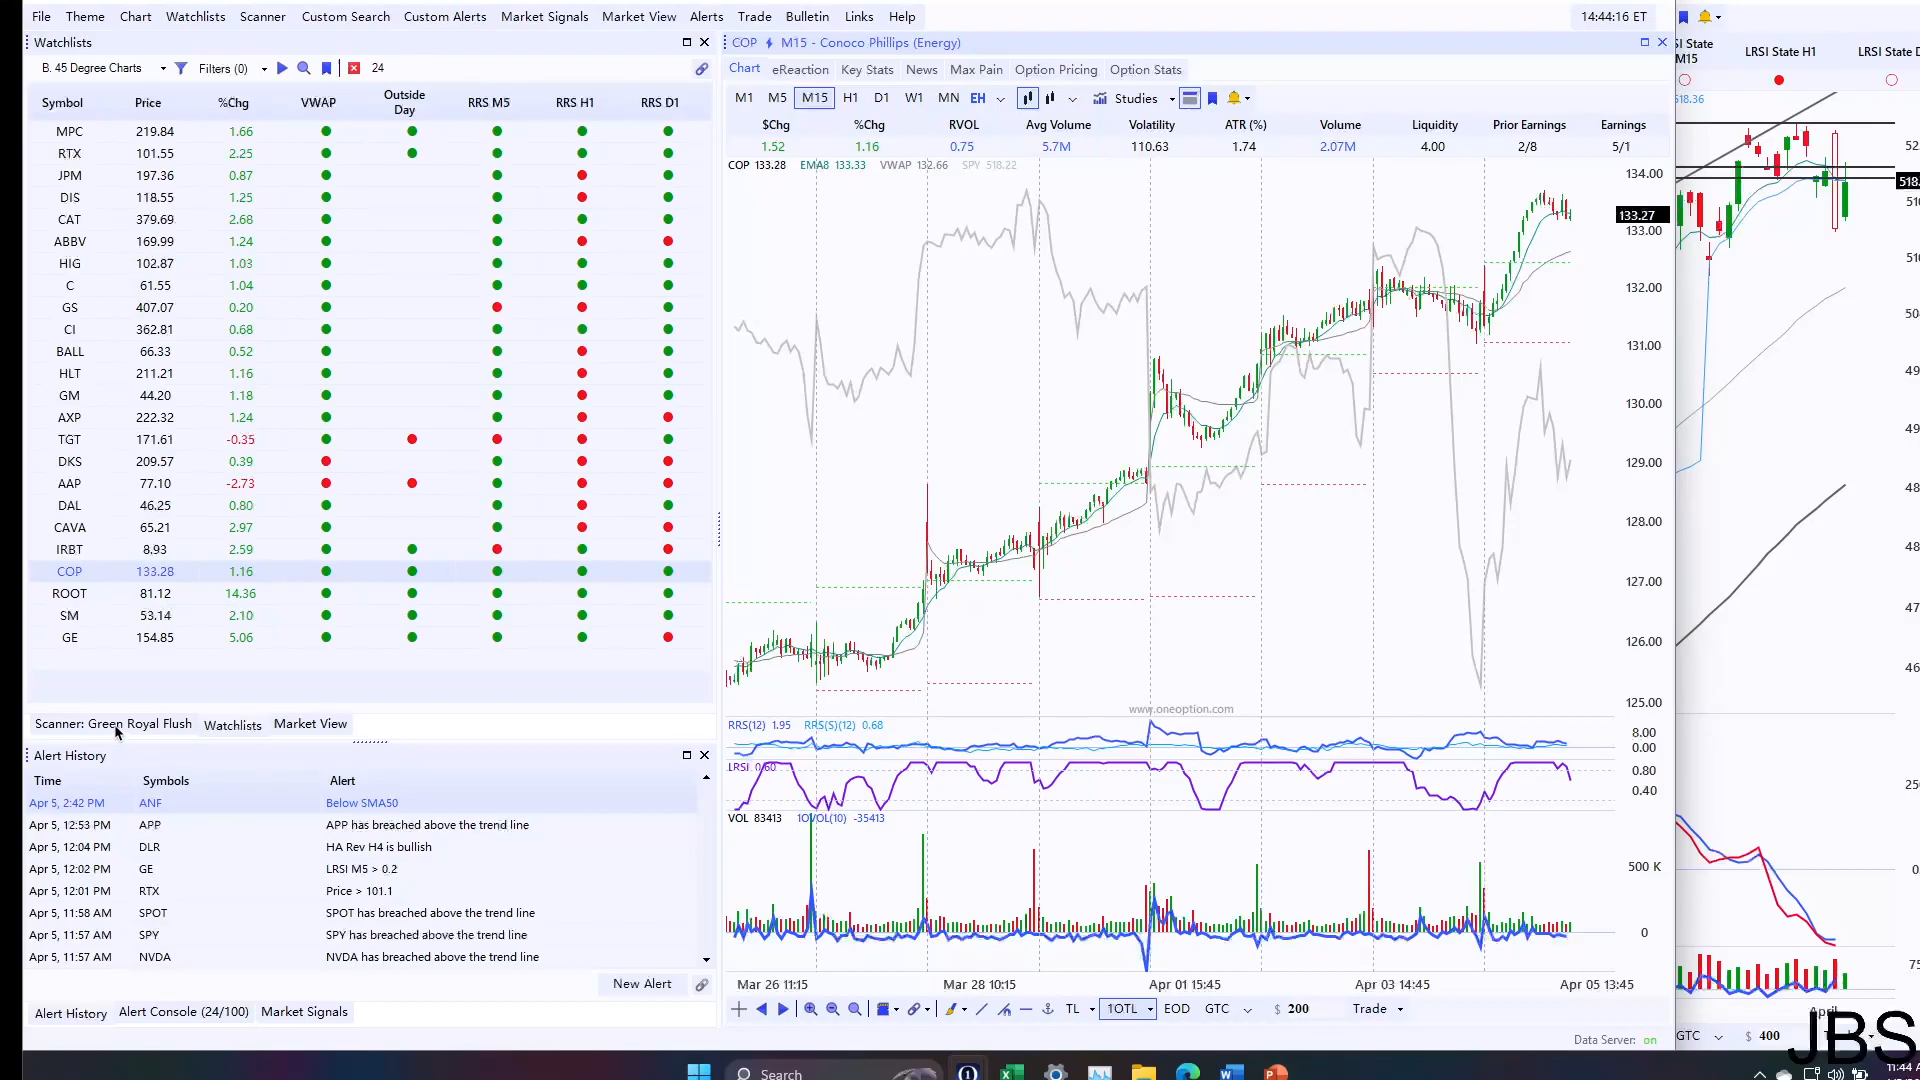 File Theme Chart Watchlists Scanner Custom Search Custom Alerts Market Signals Market View Alerts Trade Bulletin Links Help 14:44:16 ET
Watchlists
B. 45 Degree Charts Filters (0) 24
Symbol Price %Chg VWAP Outside Day RRS M5 RRS H1 RRS D1
MPC 219.84 1.66
RTX 101.55 2.25
JPM 197.36 0.87
DIS 118.55 1.25
CAT 379.69 2.68
ABBV 169.99 1.24
HIG 102.87 1.03
C 61.55 1.04
GS 407.07 0.20
CI 362.81 0.68
BALL 66.33 0.52
HLT 211.21 1.16
GM 44.20 1.18
AXP 222.32 1.24
TGT 171.61 -0.35
DKS 209.57 0.39
AAP 77.10 -2.73
DAL 46.25 0.80
CAVA 65.21 2.97
IRBT 8.93 2.59
COP 133.28 1.16
ROOT 81.12 14.36
SM 53.14 2.10
GE 154.85 5.06
Scanner: Green Royal Flush Watchlists Market View
Alert History
Time Symbols Alert
Apr 5, 2:42 PM ANF Below SMA50
Apr 5, 12:53 PM APP APP has breached above the trend line
Apr 5, 12:04 PM DLR HA Rev H4 is bullish
Apr 5, 12:02 PM GE LRSI M5 > 0.2
Apr 5, 12:01 PM RTX Price > 101.1
Apr 5, 11:58 AM SPOT SPOT has breached above the trend line
Apr 5, 11:57 AM SPY SPY has breached above the trend line
Apr 5, 11:57 AM NVDA NVDA has breached above the trend line
New Alert
Alert History Alert Console (24/100) Market Signals
COP M15 - Conoco Phillips (Energy)
Chart eReaction Key Stats News Max Pain Option Pricing Option Stats
M1 M5 M15 H1 D1 W1 MN EH Studies
$Chg %Chg RVOL Avg Volume Volatility ATR (%) Volume Liquidity Prior Earnings Earnings
1.52 1.16 0.75 5.7M 110.63 1.74 2.07M 4.00 2/8 5/1
COP 133.28 EMA8 133.33 VWAP 132.66 SPY 518.22
134.00
133.27
133.00
132.00
131.00
130.00
129.00
128.00
127.00
126.00
125.00
www.oneoption.com
RRS(12) 1.95 RRS(S)(12) 0.68
8.00
0.00
LRSI 0.60
0.80
0.40
VOL 83413 1OVOL(10) -35413
500 K
0
Mar 26 11:15 Mar 28 10:15 Apr 01 15:45 Apr 03 14:45 Apr 05 13:45
TL 1OTL EOD GTC $ 200 Trade
Data Server: on
SI State M15 LRSI State H1 LRSI State
518.36
52
518
51
50
49
48
47
46
25
0.
75
April
GTC $ 400
JBS
Search
11:44